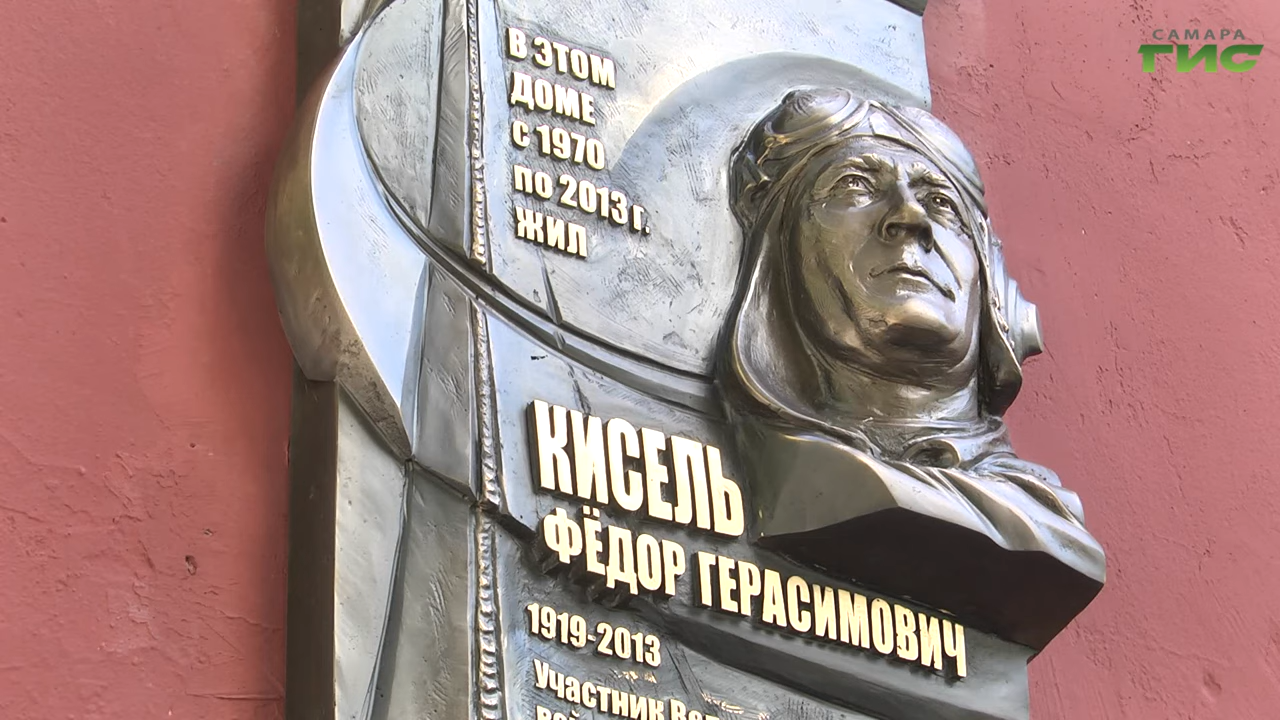 САМАРА
ГИС
В ЭТОМ
ДОМЕ
с 1970
по 2013 г.
ЖИЛ
КИСЕЛЬ
ФЁДОР ГЕРАСИМОВИЧ
1919-2013
Участник